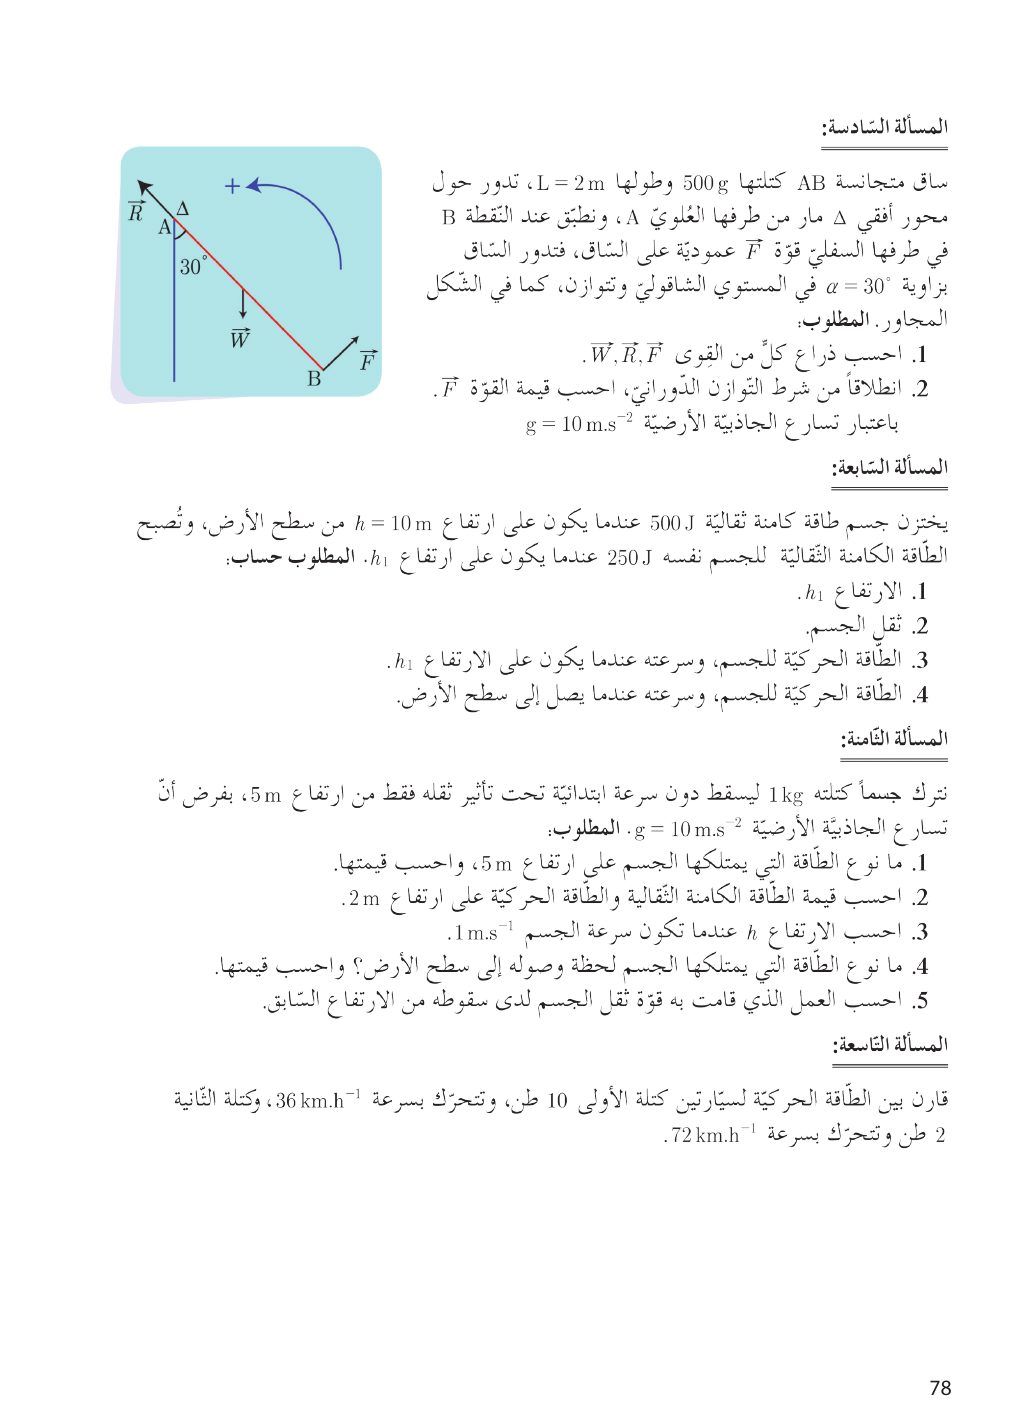 المسألة السّادسة:
ساق متجانسة AB كتلتها 500 g وطولها L = 2 m، تدور حول
محور أفقي Δ مار من طرفها العُلويّ A، ونطبّق عند النّقطة B
في طرفها السفليّ قوّة F⃗ عموديّة على السّاق، فتدور السّاق
بزاوية α = 30° في المستوي الشاقوليّ وتتوازن، كما في الشّكل
المجاور. المطلوب:
1. احسب ذراع كلٍّ من القِوى W⃗, R⃗, F⃗.
2. انطلاقاً من شرط التّوازن الدّورانيّ، احسب قيمة القوّة F⃗.
باعتبار تسارع الجاذبيّة الأرضيّة g = 10 m.s⁻²
R⃗
Δ
A
30°
+
W⃗
F⃗
B
المسألة السّابعة:
يختزن جسم طاقة كامنة ثقاليّة 500 J عندما يكون على ارتفاع h = 10 m من سطح الأرض، وتُصبح
الطّاقة الكامنة الثّقاليّة للجسم نفسه 250 J عندما يكون على ارتفاع h₁. المطلوب حساب:
1. الارتفاع h₁.
2. ثقل الجسم.
3. الطّاقة الحركيّة للجسم، وسرعته عندما يكون على الارتفاع h₁.
4. الطّاقة الحركيّة للجسم، وسرعته عندما يصل إلى سطح الأرض.
المسألة الثّامنة:
نترك جسماً كتلته 1 kg ليسقط دون سرعة ابتدائيّة تحت تأثير ثقله فقط من ارتفاع 5 m، بفرض أنّ
تسارع الجاذبيَّة الأرضيّة g = 10 m.s⁻². المطلوب:
1. ما نوع الطّاقة التي يمتلكها الجسم على ارتفاع 5 m، واحسب قيمتها.
2. احسب قيمة الطّاقة الكامنة الثّقالية والطّاقة الحركيّة على ارتفاع 2 m.
3. احسب الارتفاع h عندما تكون سرعة الجسم 1 m.s⁻¹.
4. ما نوع الطّاقة التي يمتلكها الجسم لحظة وصوله إلى سطح الأرض؟ واحسب قيمتها.
5. احسب العمل الذي قامت به قوّة ثقل الجسم لدى سقوطه من الارتفاع السّابق.
المسألة التّاسعة:
قارن بين الطّاقة الحركيّة لسيّارتين كتلة الأولى 10 طن، وتتحرّك بسرعة 36 km.h⁻¹، وكتلة الثّانية
2 طن وتتحرّك بسرعة 72 km.h⁻¹.
78